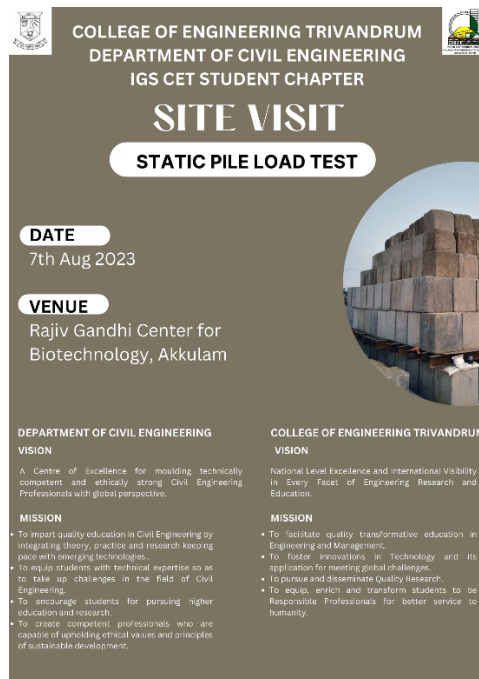 COLLEGE OF ENGINEERING TRIVANDRUM
DEPARTMENT OF CIVIL ENGINEERING
IGS CET STUDENT CHAPTER
SITE VISIT
STATIC PILE LOAD TEST
DATE
7th Aug 2023
VENUE
Rajiv Gandhi Center for
Biotechnology, Akkulam
DEPARTMENT OF CIVIL ENGINEERING
VISION
A Centre of Excellence for moulding technically
competent and ethically strong Civil Engineering
Professionals with global perspective.
MISSION
• To impart quality education in Civil Engineering by
integrating theory, practice and research keeping
pace with emerging technologies .
• To equip students with technical expertise so as
to take up challenges in the field of Civil
Engineering.
• To encourage students for pursuing higher
education and research.
• To create competent professionals who are
capable of upholding ethical values and principles
of sustainable development.
COLLEGE OF ENGINEERING TRIVANDRUM
VISION
National Level Excellence and International Visibility
in Every Facet of Engineering Research and
Education.
MISSION
• To facilitate quality transformative education in
Engineering and Management.
• To foster innovations in Technology and its
application for meeting global challenges.
• To pursue and disseminate Quality Research.
• To equip, enrich and transform students to be
Responsible Professionals for better service to
humanity.